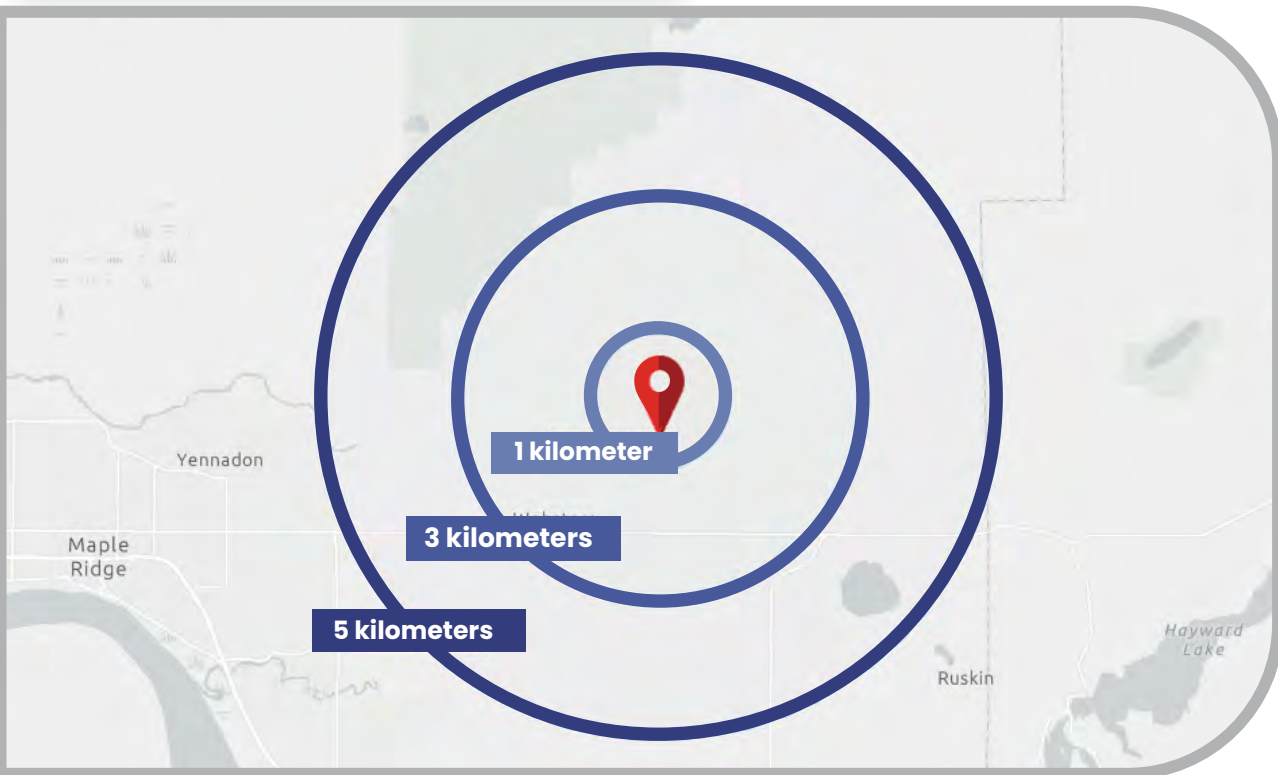 1 kilometer
Yennadon
3 kilometers
Maple
Ridge
5 kilometers
Hayward
Lake
Ruskin